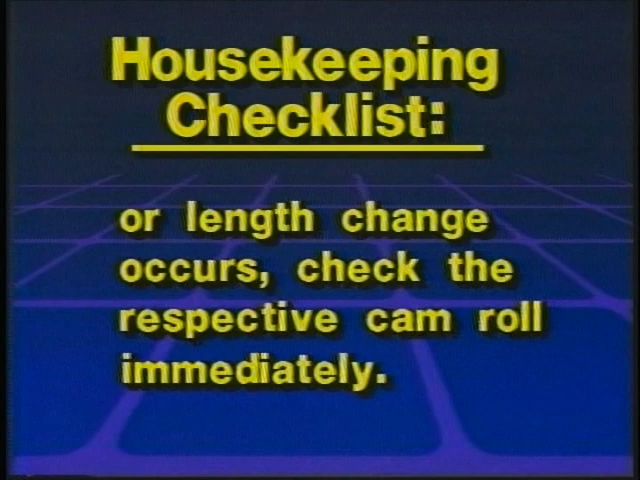 Housekeeping
Checklist:
or length change
occurs, check the
respective cam roll
immediately.